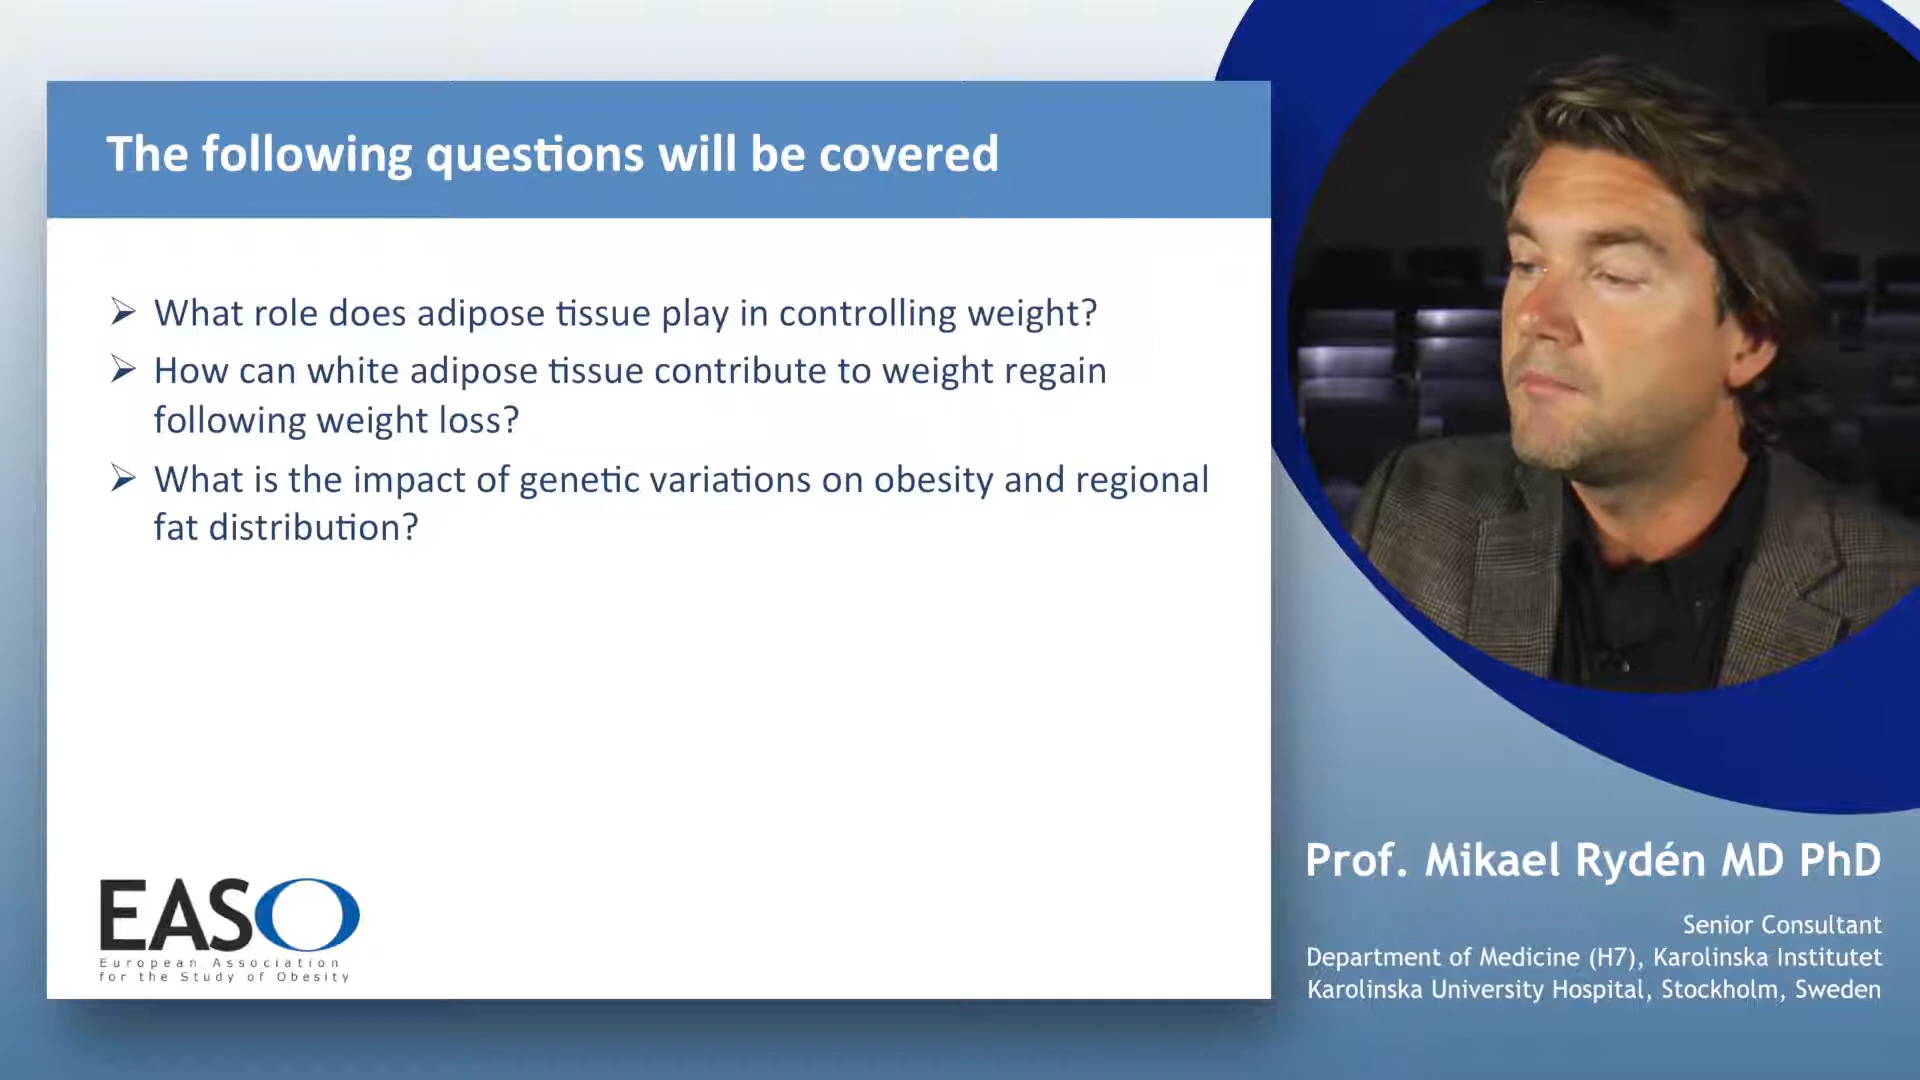 The following questions will be covered
➢ What role does adipose tissue play in controlling weight?
➢ How can white adipose tissue contribute to weight regain
following weight loss?
➢ What is the impact of genetic variations on obesity and regional
fat distribution?
EASO
European Association
for the Study of Obesity
Prof. Mikael Rydén MD PhD
Senior Consultant
Department of Medicine (H7), Karolinska Institutet
Karolinska University Hospital, Stockholm, Sweden